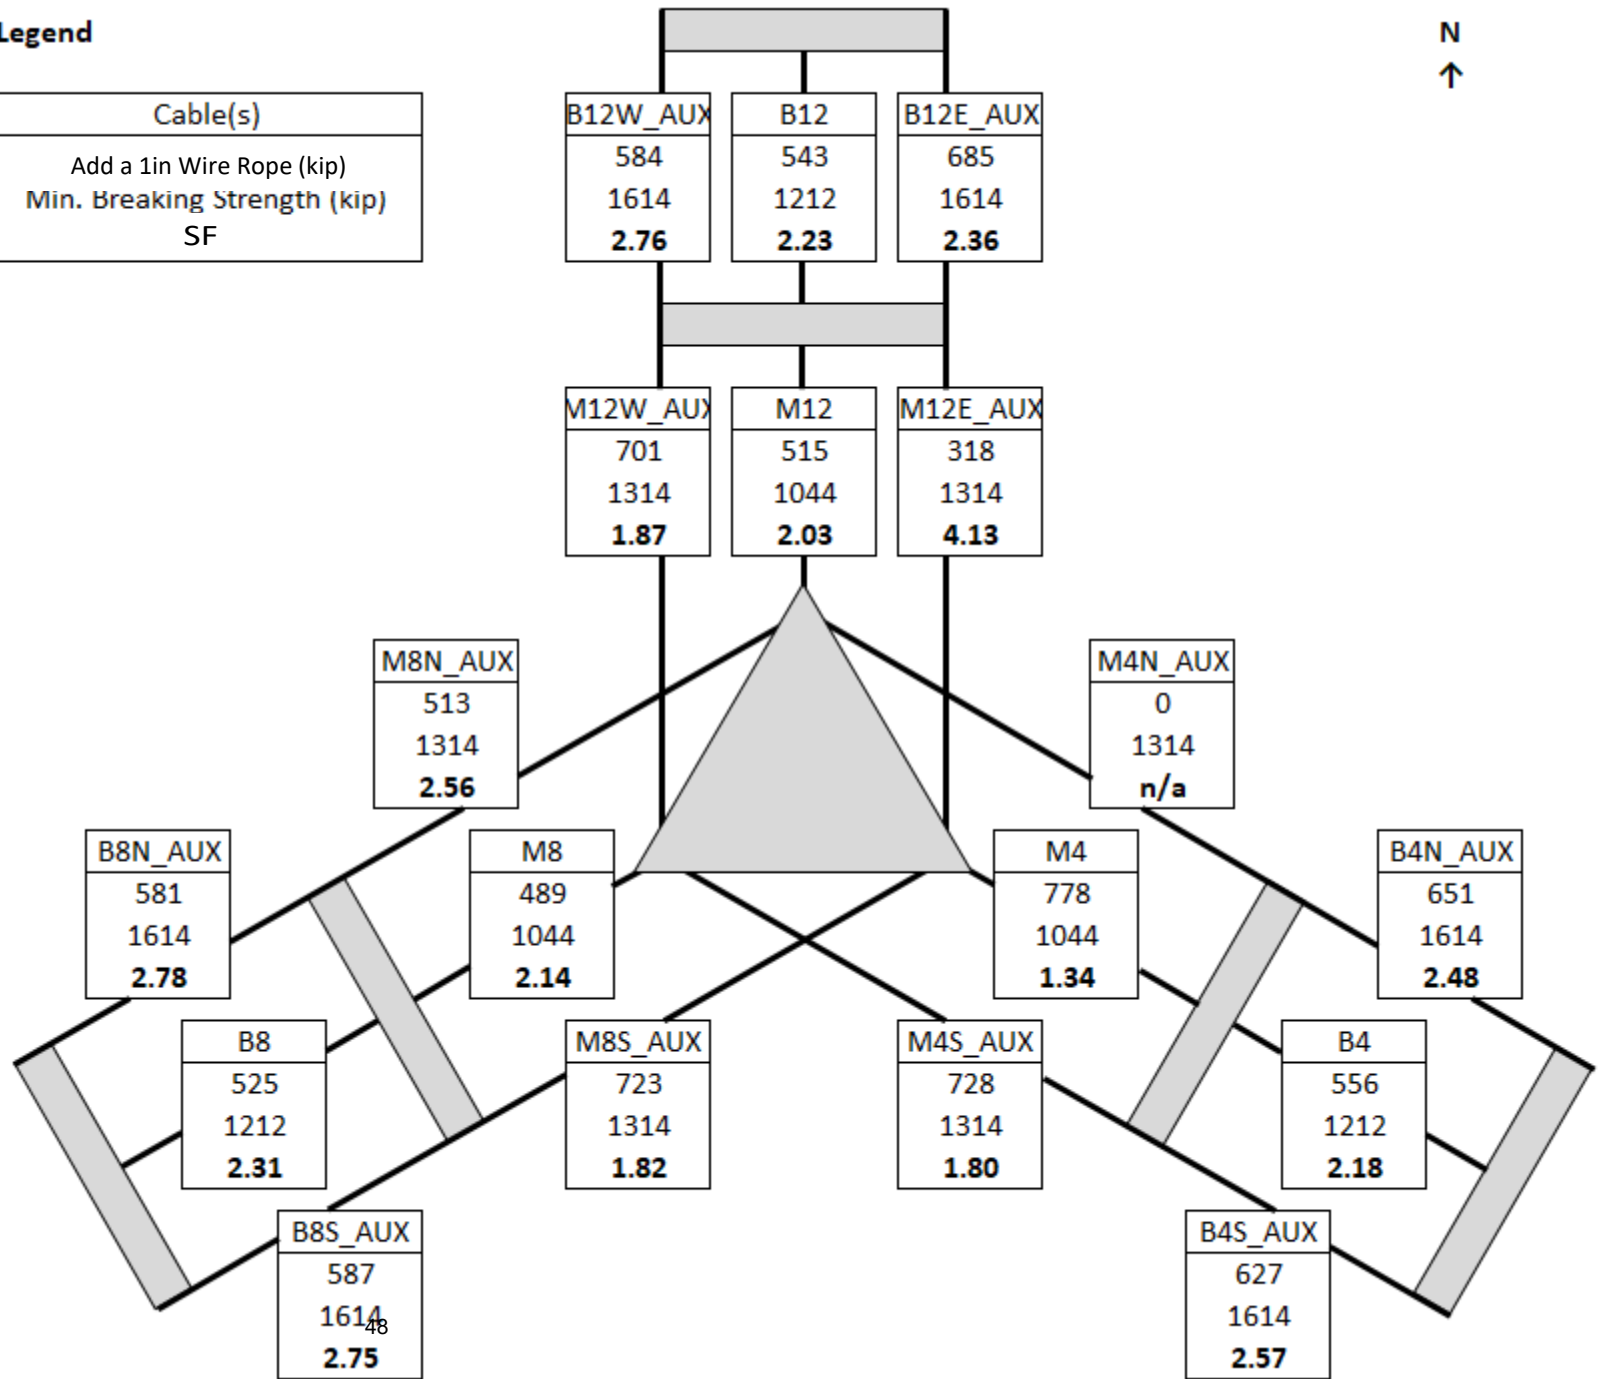 Legend
N
↑
Cable(s)
Add a 1in Wire Rope (kip)
Min. Breaking Strength (kip)
SF
B12W_AUX
584
1614
2.76
B12
543
1212
2.23
B12E_AUX
685
1614
2.36
M12W_AUX
701
1314
1.87
M12
515
1044
2.03
M12E_AUX
318
1314
4.13
M8N_AUX
513
1314
2.56
M4N_AUX
0
1314
n/a
B8N_AUX
581
1614
2.78
M8
489
1044
2.14
M4
778
1044
1.34
B4N_AUX
651
1614
2.48
B8
525
1212
2.31
M8S_AUX
723
1314
1.82
M4S_AUX
728
1314
1.80
B4
556
1212
2.18
B8S_AUX
587
1614
48
2.75
B4S_AUX
627
1614
2.57